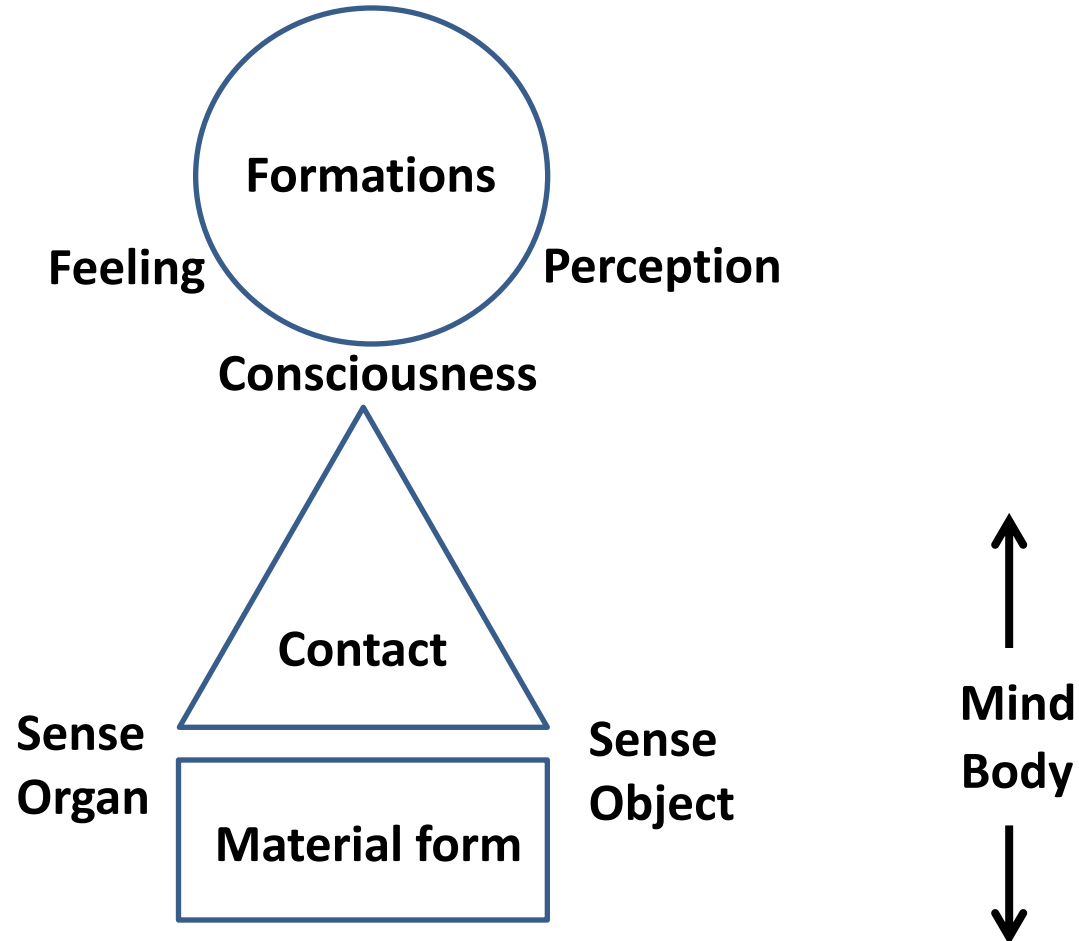 Formations
Feeling
Perception
Consciousness
Contact
Sense
Organ
Sense
Object
Mind
Body
Material form